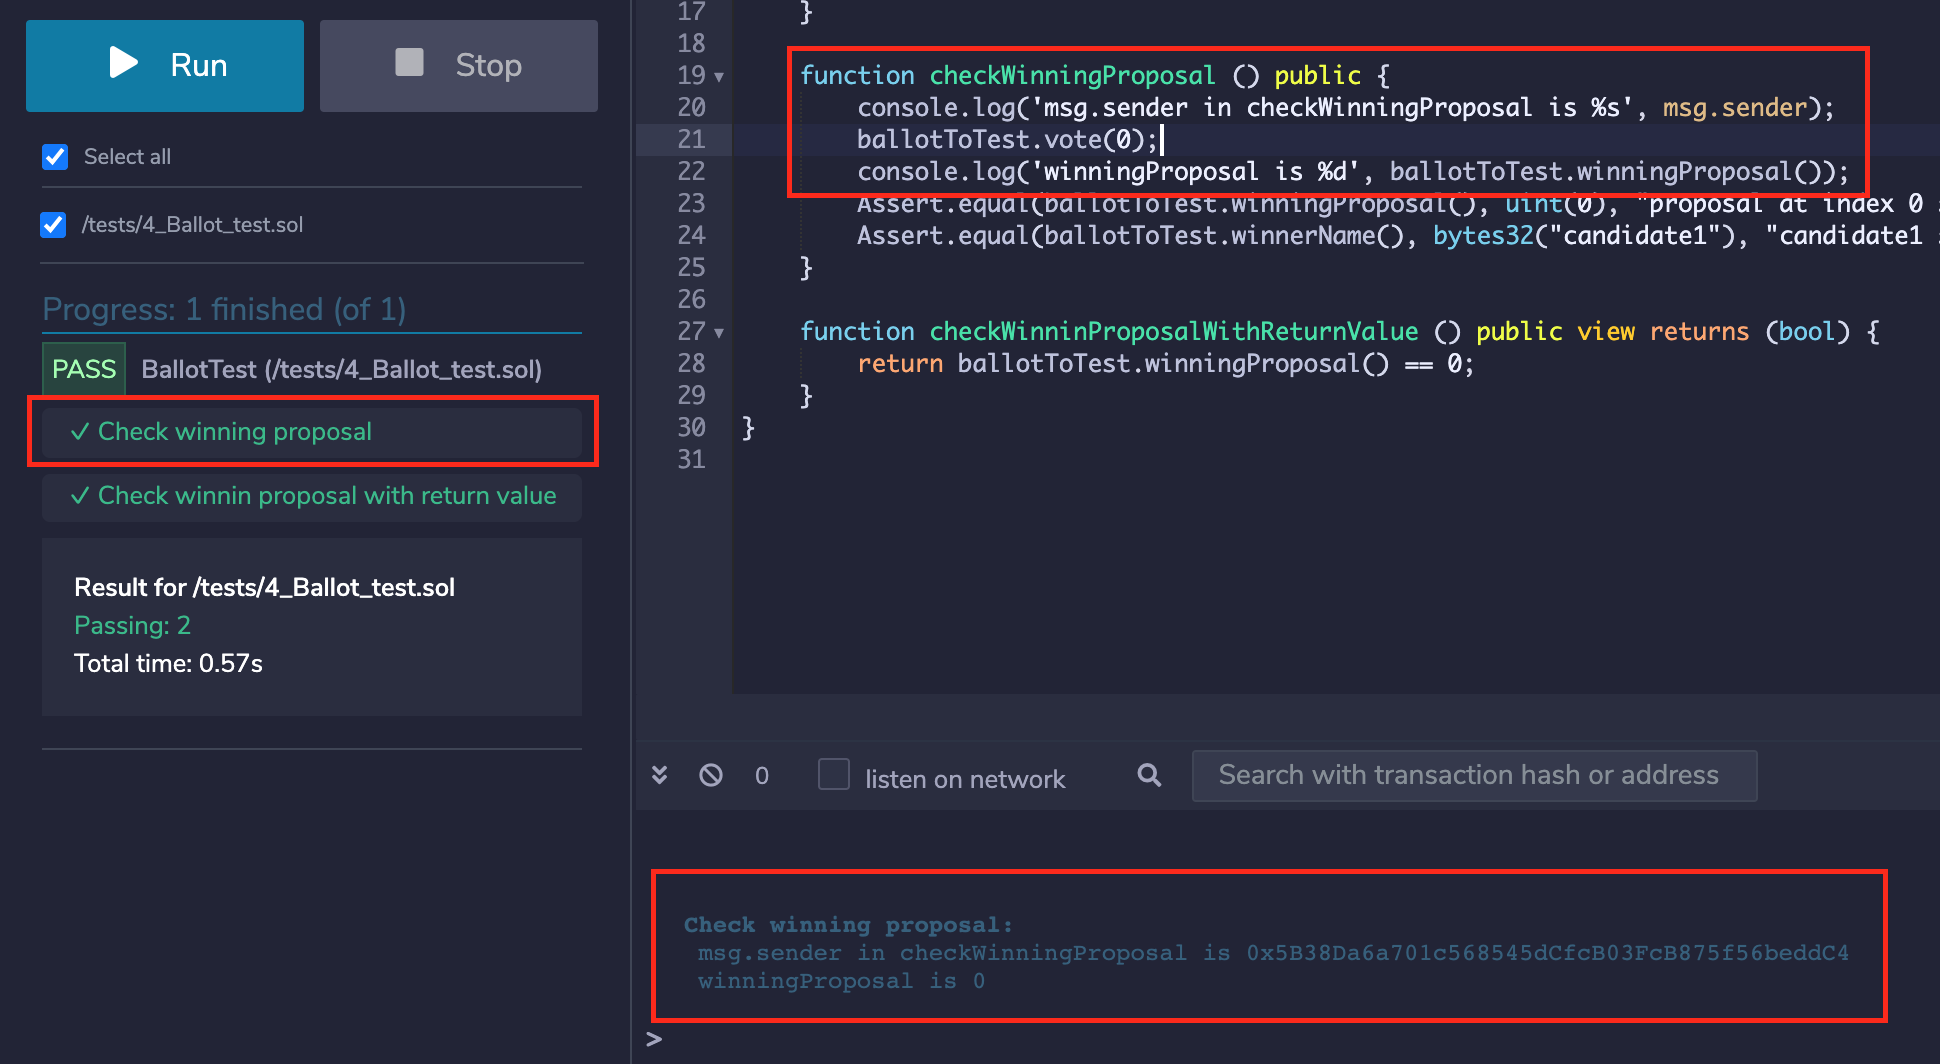 Run
Stop
Select all
/tests/4_Ballot_test.sol
Progress: 1 finished (of 1)
PASS BallotTest (/tests/4_Ballot_test.sol)
✓ Check winning proposal
✓ Check winnin proposal with return value
Result for /tests/4_Ballot_test.sol
Passing: 2
Total time: 0.57s
17 }
18
19 function checkWinningProposal () public {
20 console.log('msg.sender in checkWinningProposal is %s', msg.sender);
21 ballotToTest.vote(0);
22 console.log('winningProposal is %d', ballotToTest.winningProposal());
23 Assert.equal(ballotToTest.winningProposal(), uint(0), "proposal at index 0
24 Assert.equal(ballotToTest.winnerName(), bytes32("candidate1"), "candidate1
25 }
26
27 function checkWinninProposalWithReturnValue () public view returns (bool) {
28 return ballotToTest.winningProposal() == 0;
29 }
30 }
31
0 listen on network Search with transaction hash or address
Check winning proposal:
msg.sender in checkWinningProposal is 0x5B38Da6a701c568545dCfcB03FcB875f56beddC4
winningProposal is 0
>